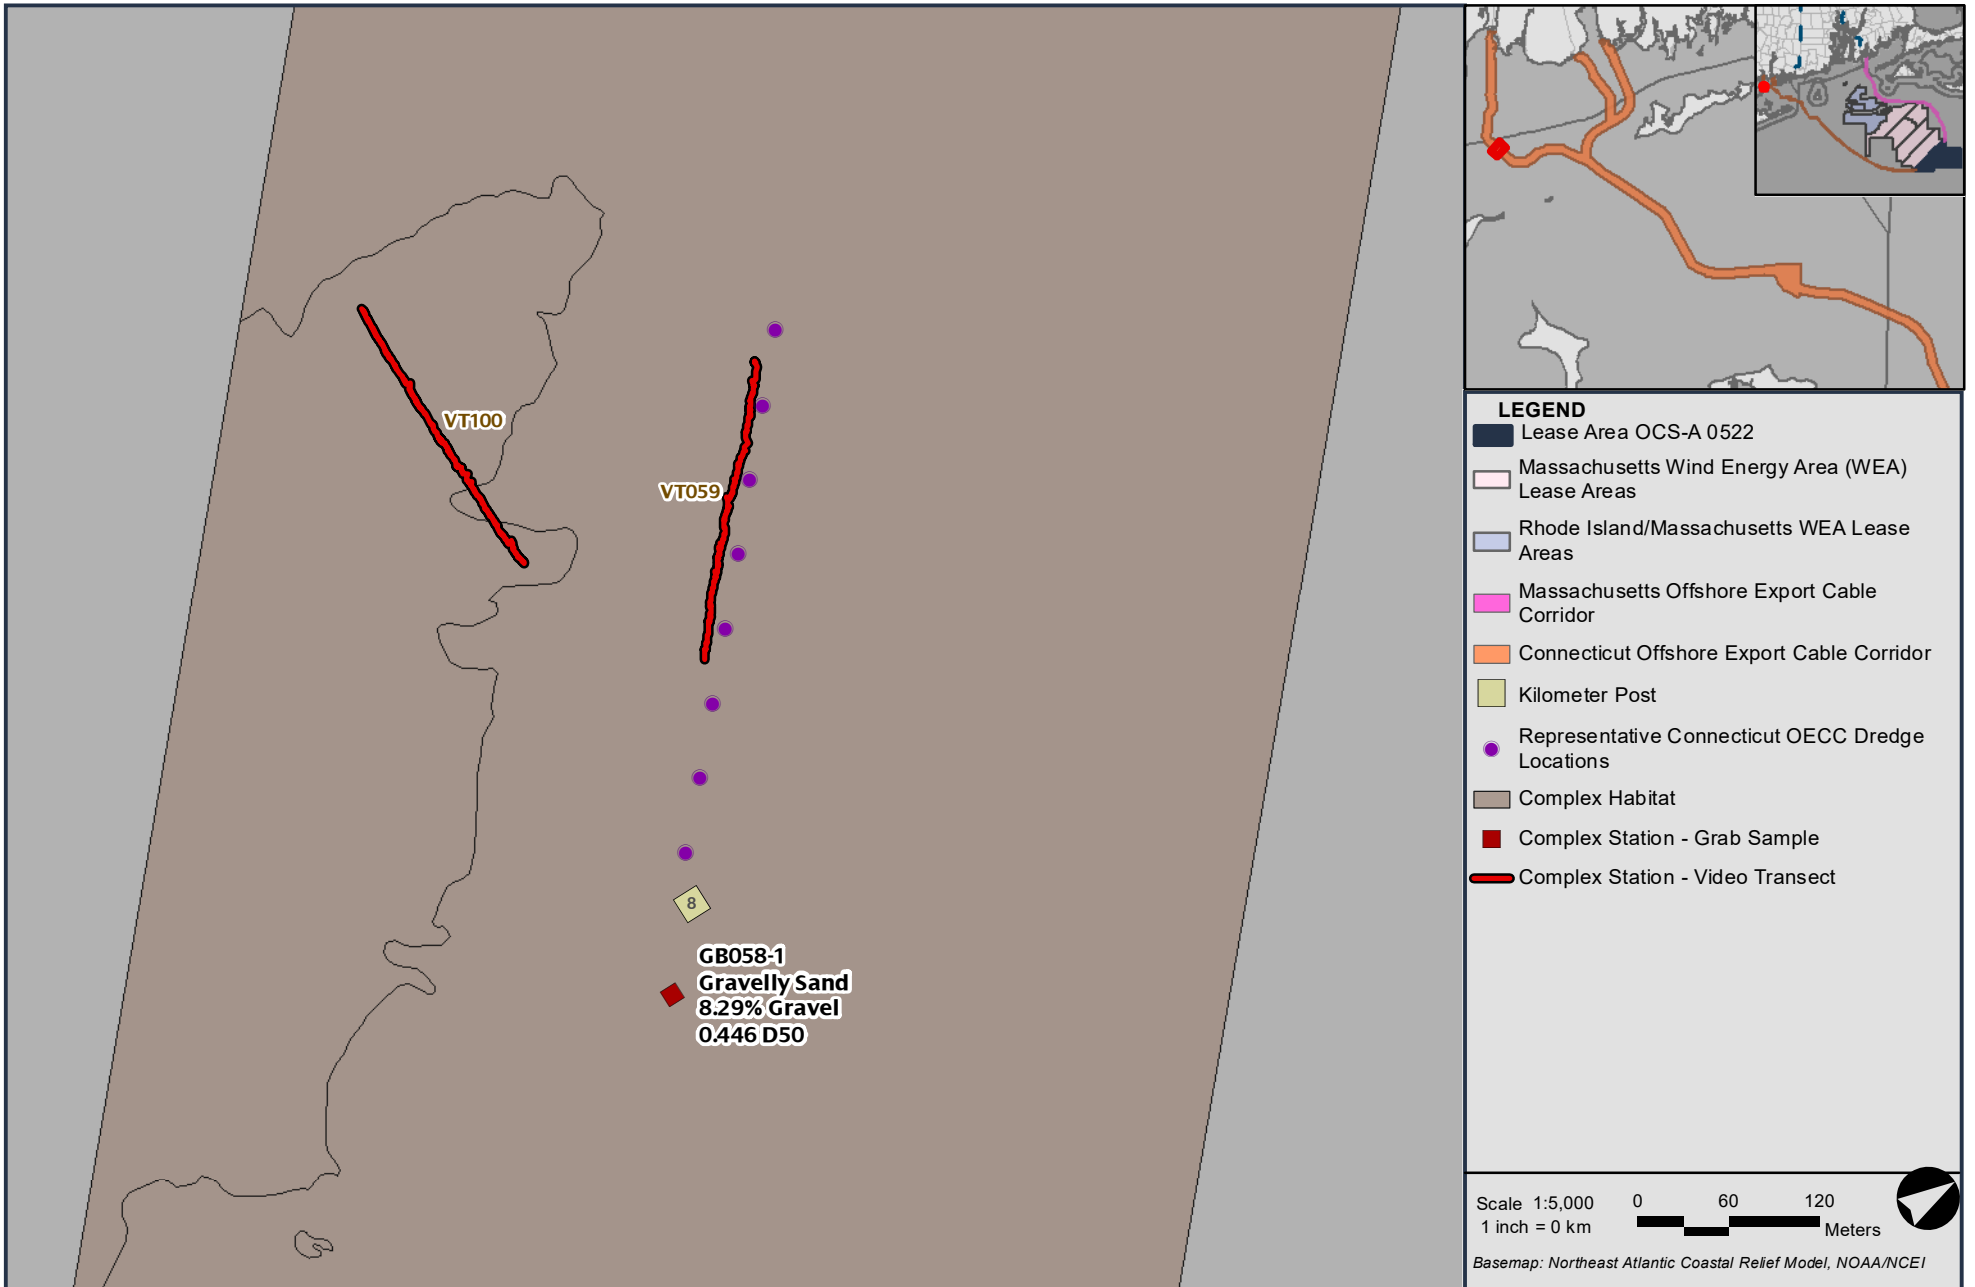 VT100
VT059
8
GB058-1
Gravelly Sand
8.29% Gravel
0.446 D50
LEGEND
Lease Area OCS-A 0522
Massachusetts Wind Energy Area (WEA)
Lease Areas
Rhode Island/Massachusetts WEA Lease
Areas
Massachusetts Offshore Export Cable
Corridor
Connecticut Offshore Export Cable Corridor
Kilometer Post
Representative Connecticut OECC Dredge
Locations
Complex Habitat
Complex Station - Grab Sample
Complex Station - Video Transect
Scale 1:5,000
1 inch = 0 km
0 60 120
Meters
Basemap: Northeast Atlantic Coastal Relief Model, NOAA/NCEI